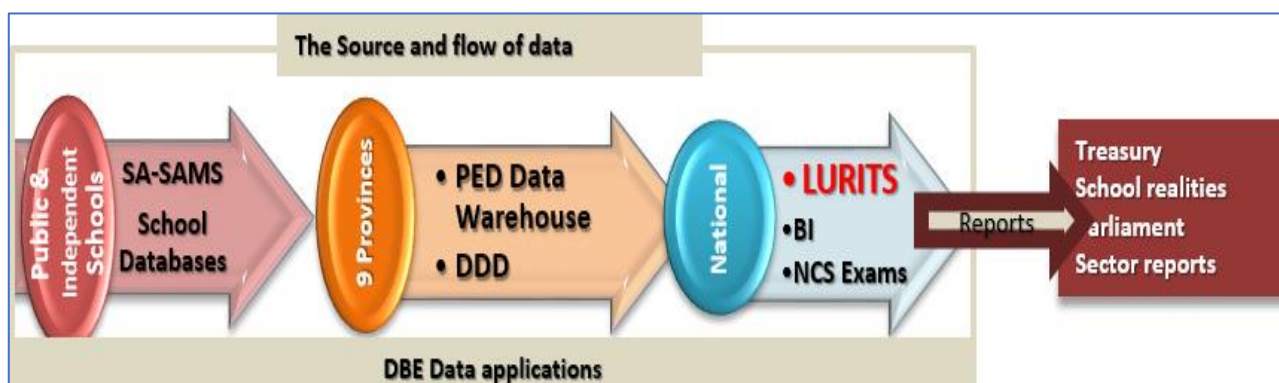 The Source and flow of data
Public &
Independent
Schools
SA-SAMS
School
Databases
9 Provinces
• PED Data
Warehouse
• DDD
National
• LURITS
• BI
• NCS Exams
Reports
Treasury
School realities
arliament
Sector reports
DBE Data applications